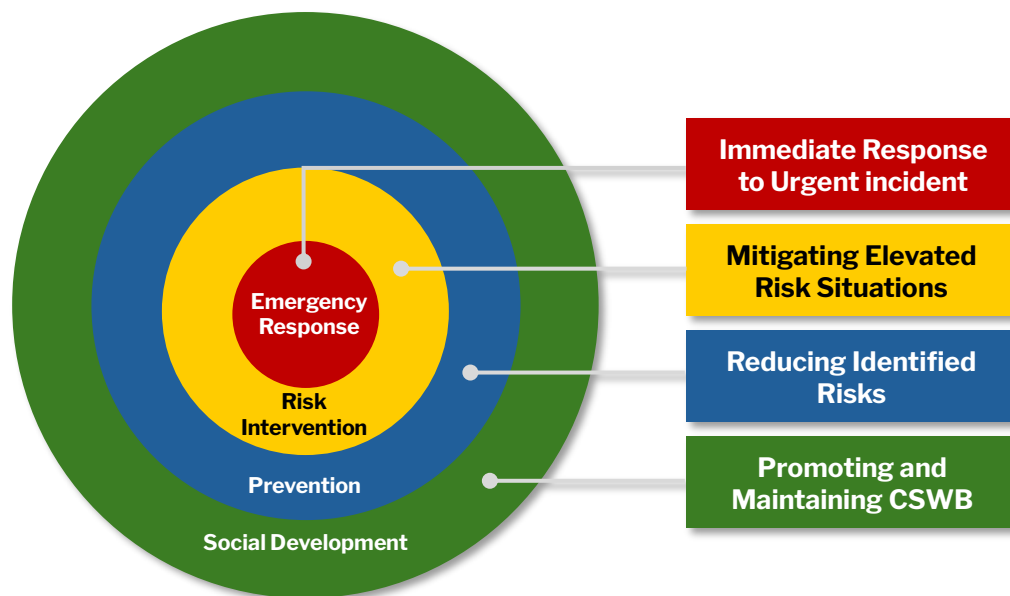 Emergency
Response
Risk
Intervention
Prevention
Social Development
Immediate Response
to Urgent incident
Mitigating Elevated
Risk Situations
Reducing Identified
Risks
Promoting and
Maintaining CSWB